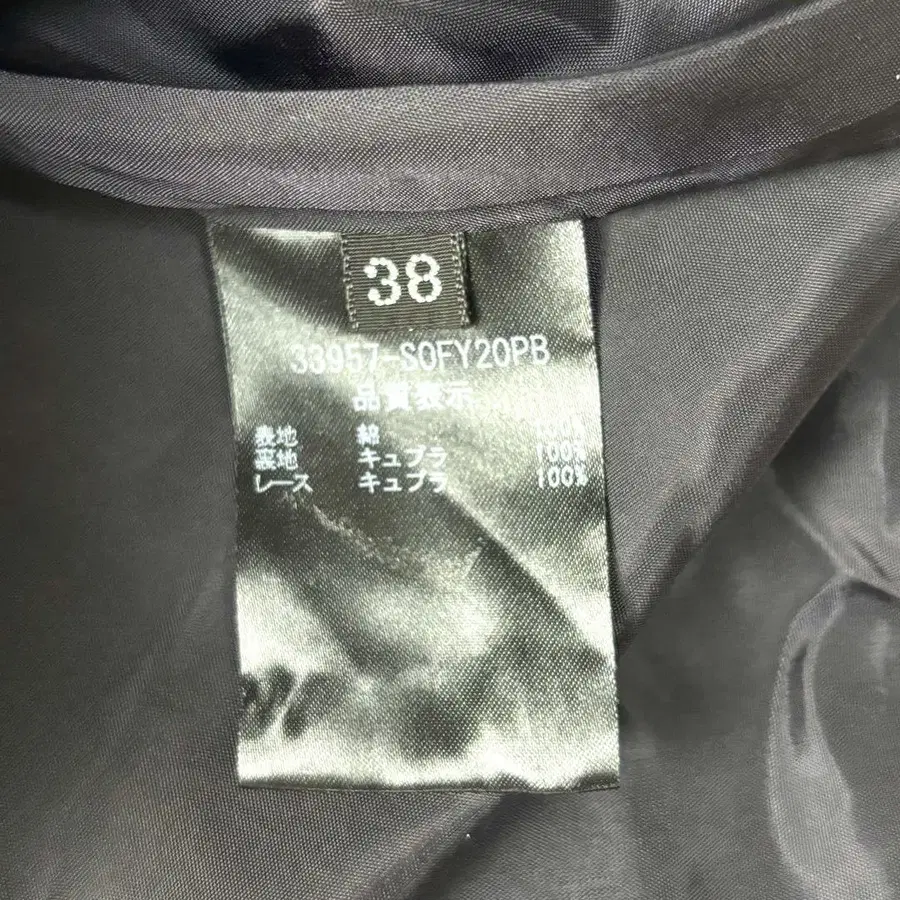 38
33957-SOFY20PB
品質表示
表地 綿 100%
裏地 キュプラ 100%
レース キュプラ 100%